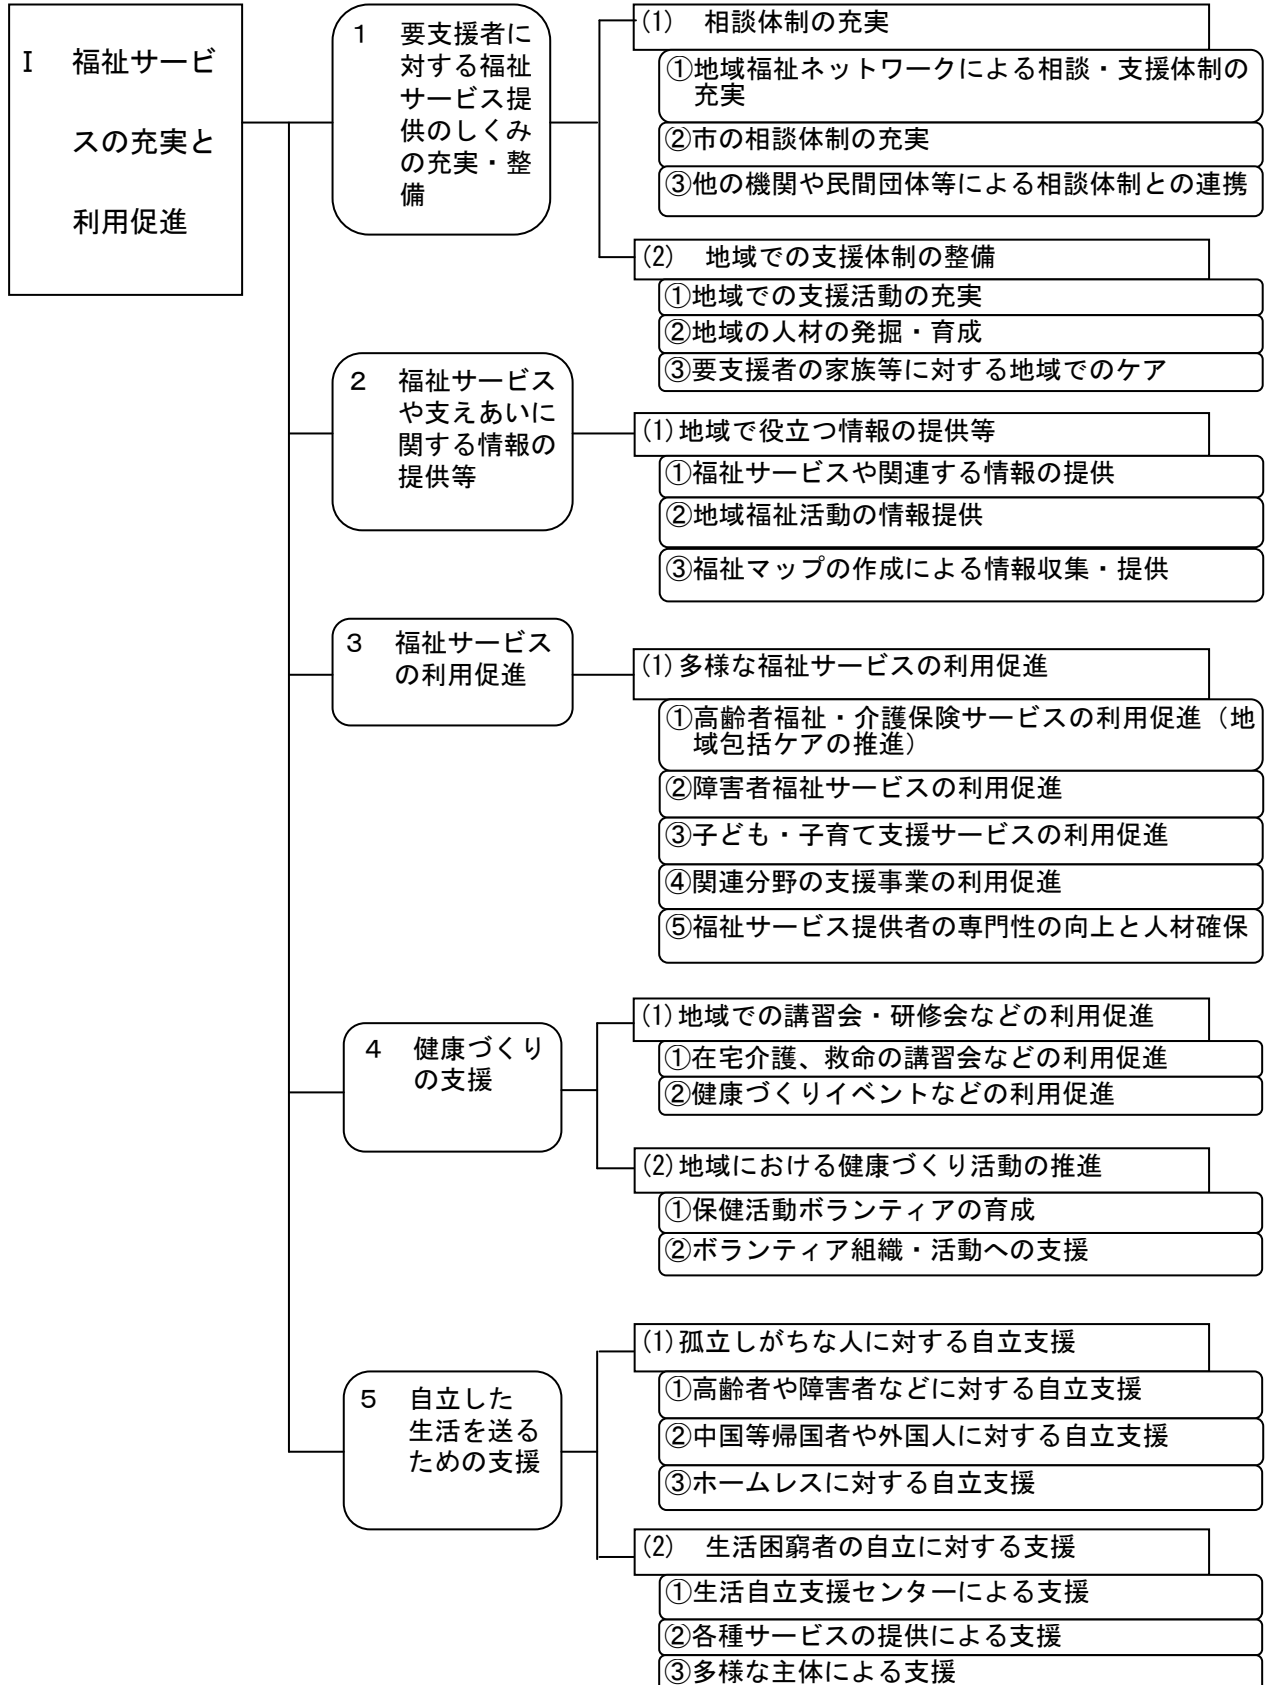 Ⅰ 福祉サービ
スの充実と
利用促進
1 要支援者に
対する福祉
サービス提
供のしくみ
の充実・整
備
(1) 相談体制の充実
①地域福祉ネットワークによる相談・支援体制の
充実
②市の相談体制の充実
③他の機関や民間団体等による相談体制との連携
(2) 地域での支援体制の整備
①地域での支援活動の充実
②地域の人材の発掘・育成
③要支援者の家族等に対する地域でのケア
2 福祉サービス
や支えあいに
関する情報の
提供等
(1)地域で役立つ情報の提供等
①福祉サービスや関連する情報の提供
②地域福祉活動の情報提供
③福祉マップの作成による情報収集・提供
3 福祉サービス
の利用促進
(1)多様な福祉サービスの利用促進
①高齢者福祉・介護保険サービスの利用促進（地
域包括ケアの推進）
②障害者福祉サービスの利用促進
③子ども・子育て支援サービスの利用促進
④関連分野の支援事業の利用促進
⑤福祉サービス提供者の専門性の向上と人材確保
4 健康づくり
の支援
(1)地域での講習会・研修会などの利用促進
①在宅介護、救命の講習会などの利用促進
②健康づくりイベントなどの利用促進
(2)地域における健康づくり活動の推進
①保健活動ボランティアの育成
②ボランティア組織・活動への支援
5 自立した
生活を送る
ための支援
(1)孤立しがちな人に対する自立支援
①高齢者や障害者などに対する自立支援
②中国等帰国者や外国人に対する自立支援
③ホームレスに対する自立支援
(2) 生活困窮者の自立に対する支援
①生活自立支援センターによる支援
②各種サービスの提供による支援
③多様な主体による支援